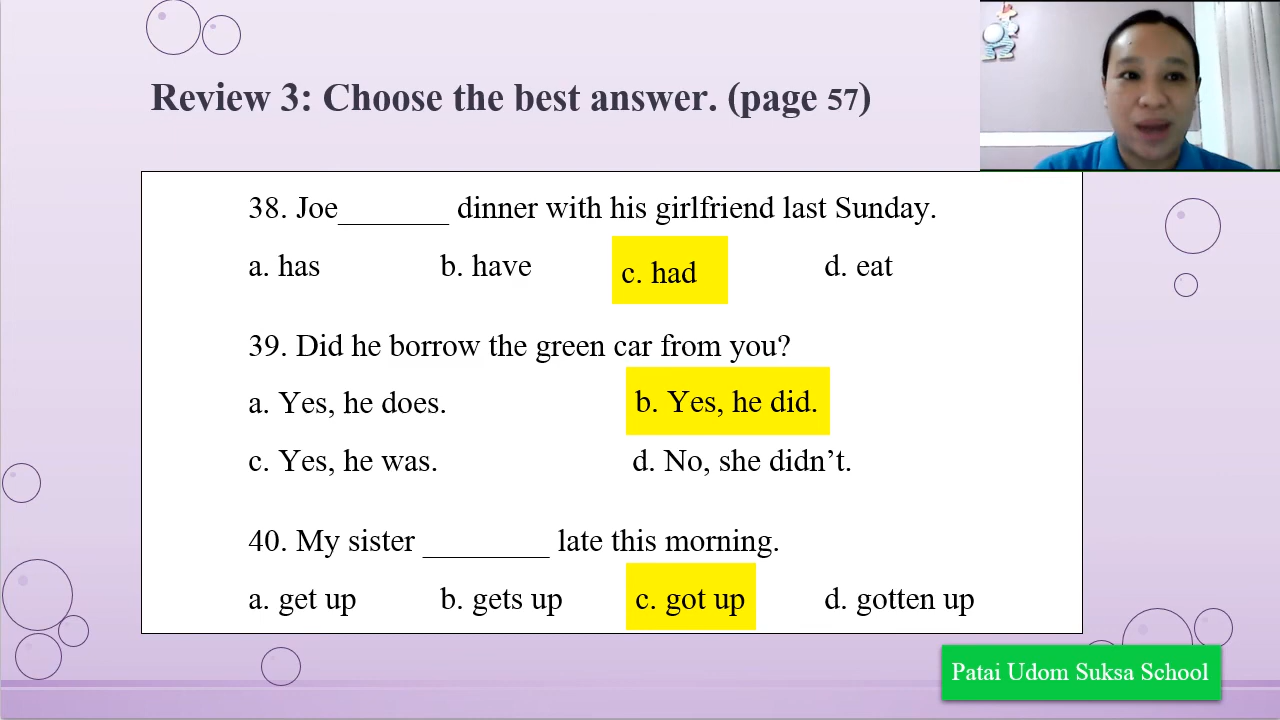 Review 3: Choose the best answer. (page 57)
38. Joe_______ dinner with his girlfriend last Sunday.
a. has b. have c. had d. eat
39. Did he borrow the green car from you?
a. Yes, he does. b. Yes, he did.
c. Yes, he was. d. No, she didn’t.
40. My sister ________ late this morning.
a. get up b. gets up c. got up d. gotten up
Patai Udom Suksa School